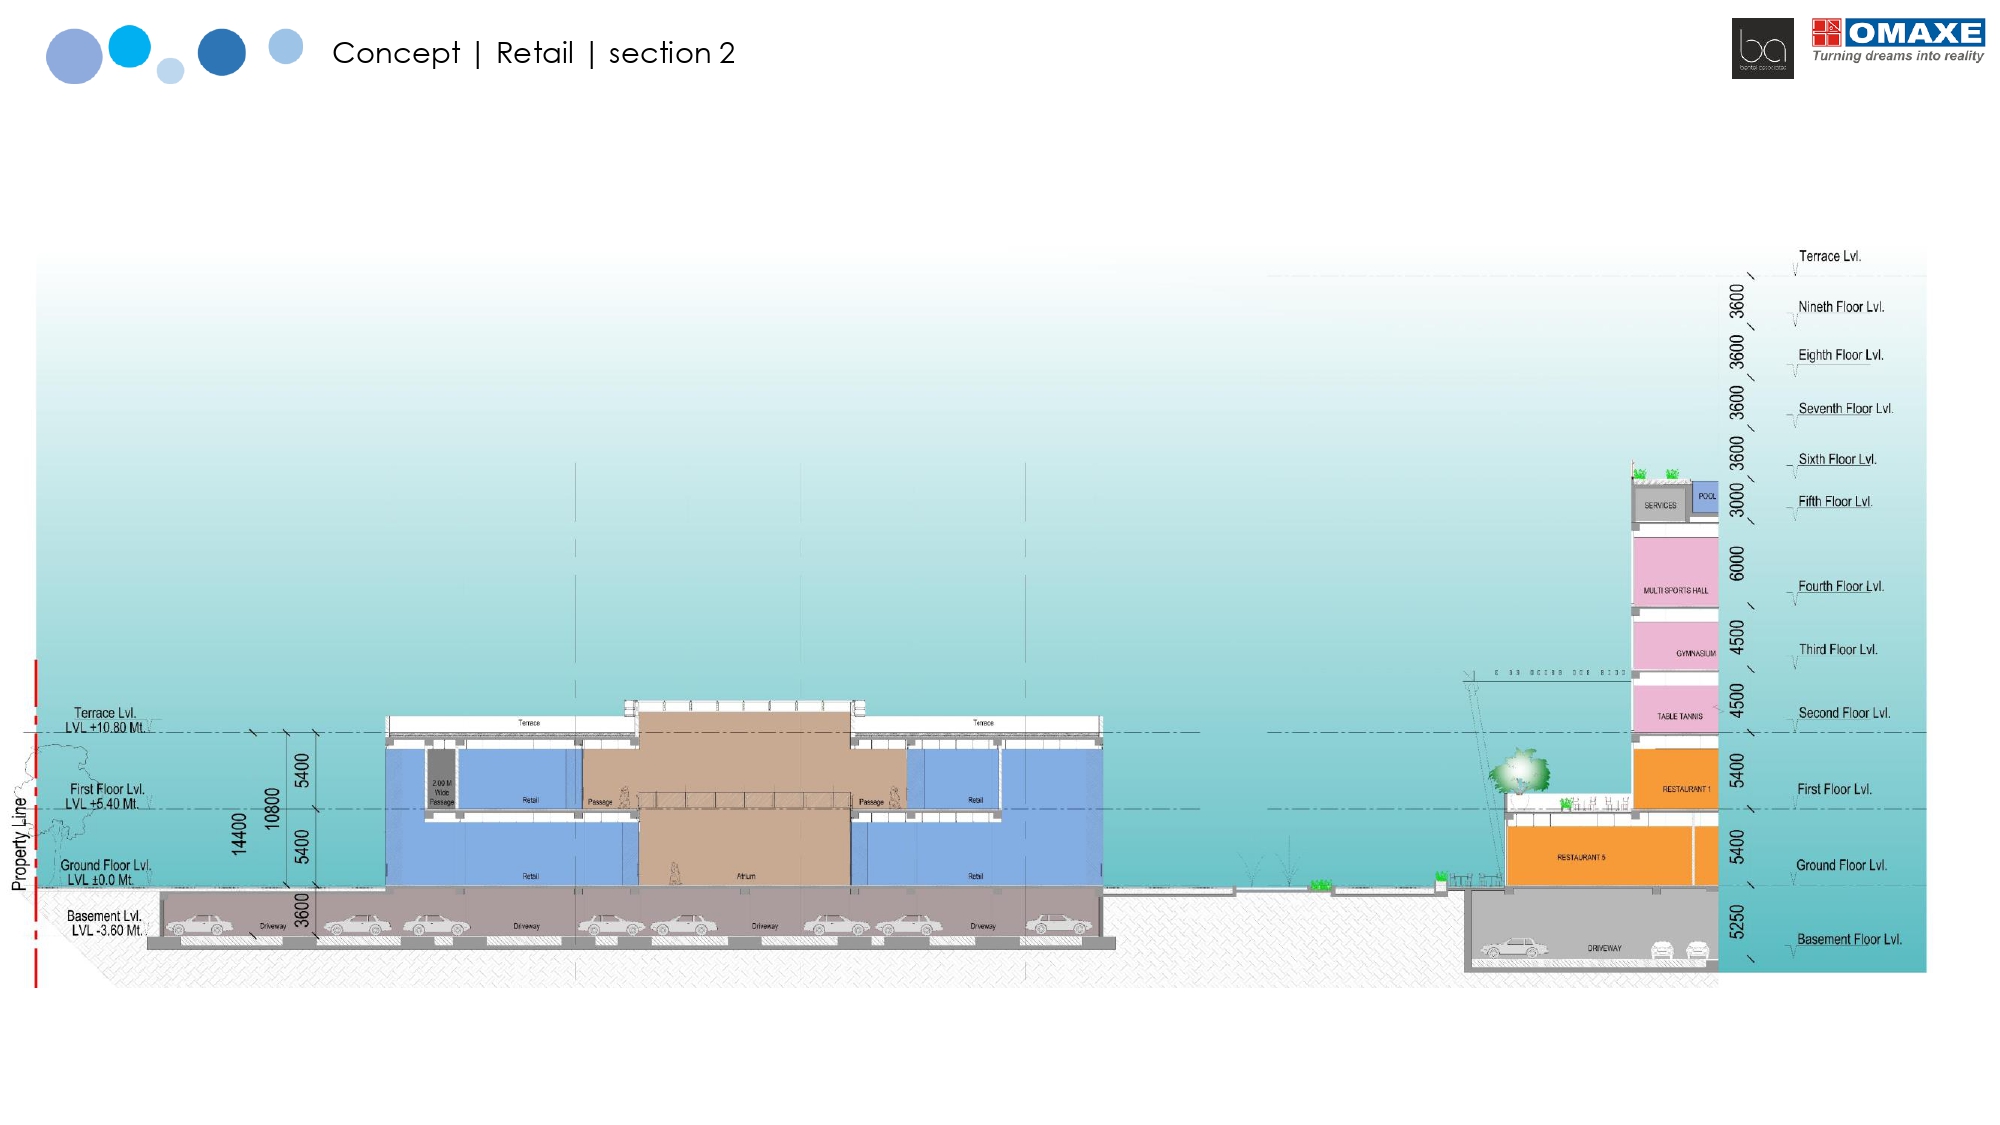 Concept | Retail | section 2
ba
OMAXE
Turning dreams into reality
Terrace Lvl.
3600
Nineth Floor Lvl.
3600
Eighth Floor Lvl.
3600
Seventh Floor Lvl.
3600
Sixth Floor Lvl.
3000
Fifth Floor Lvl.
SERVICES
POOL
6000
Fourth Floor Lvl.
MULTI SPORTS HALL
4500
Third Floor Lvl.
GYMNASIUM
4500
Second Floor Lvl.
TABLE TANNIS
5400
First Floor Lvl.
RESTAURANT 1
5400
Ground Floor Lvl.
RESTAURANT 5
5250
Basement Floor Lvl.
DRIVEWAY
Terrace Lvl.
LVL +10.80 Mt.
First Floor Lvl.
LVL +5.40 Mt.
Ground Floor Lvl.
LVL ±0.0 Mt.
Basement Lvl.
LVL -3.60 Mt.
Property Line
14400
10800
5400
5400
3600
Terrace
Terrace
2.00 M
Wide
Passage
Retail
Passage
Passage
Retail
Retail
Atrium
Retail
Driveway
Driveway
Driveway
Driveway